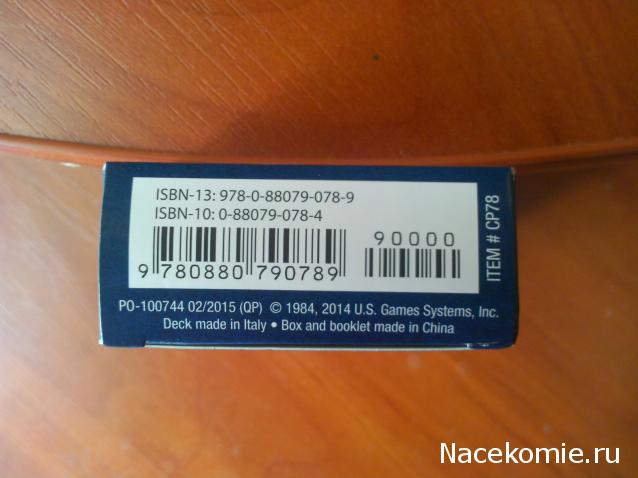 ISBN-13: 978-0-88079-078-9
ISBN-10: 0-88079-078-4
90000
9 780880 790789
ITEM # CP78
PO-100744 02/2015 (QP) © 1984, 2014 U.S. Games Systems, Inc.
Deck made in Italy • Box and booklet made in China
Nacekomie.ru